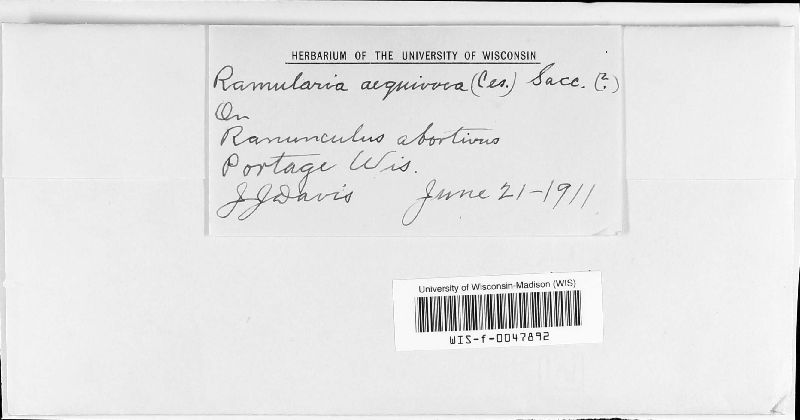 HERBARIUM OF THE UNIVERSITY OF WISCONSIN
Ramularia aequivoca (Ces.) Sacc. (?)
On
Ranunculus abortivus
Portage Wis.
J J Davis June 21-1911
University of Wisconsin-Madison (WIS)
WIS-f-0047892